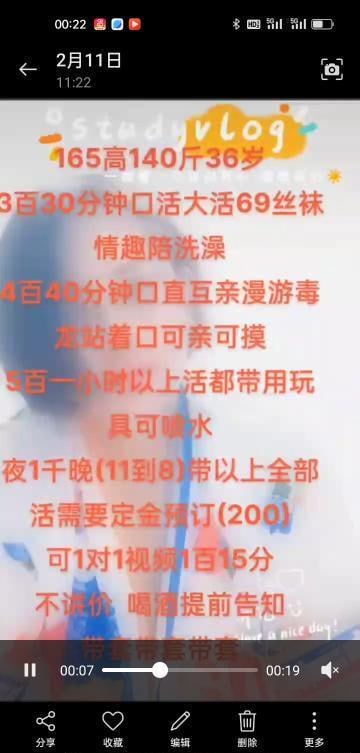 00:22
HD2
5G
5G
2月11日
11:22
studyvlog
165高140斤36岁
3百30分钟口活大活69丝袜
情趣陪洗澡
4百40分钟口直互亲漫游毒
龙站着口可亲可摸
5百一小时以上活都带用玩
具可喷水
夜1千晚(11到8)带以上全部
活需要定金预订(200)
可1对1视频1百15分
不讲价 喝酒提前告知
have a nice day!
带套带套带套
00:07
00:19
分享
收藏
编辑
删除
更多